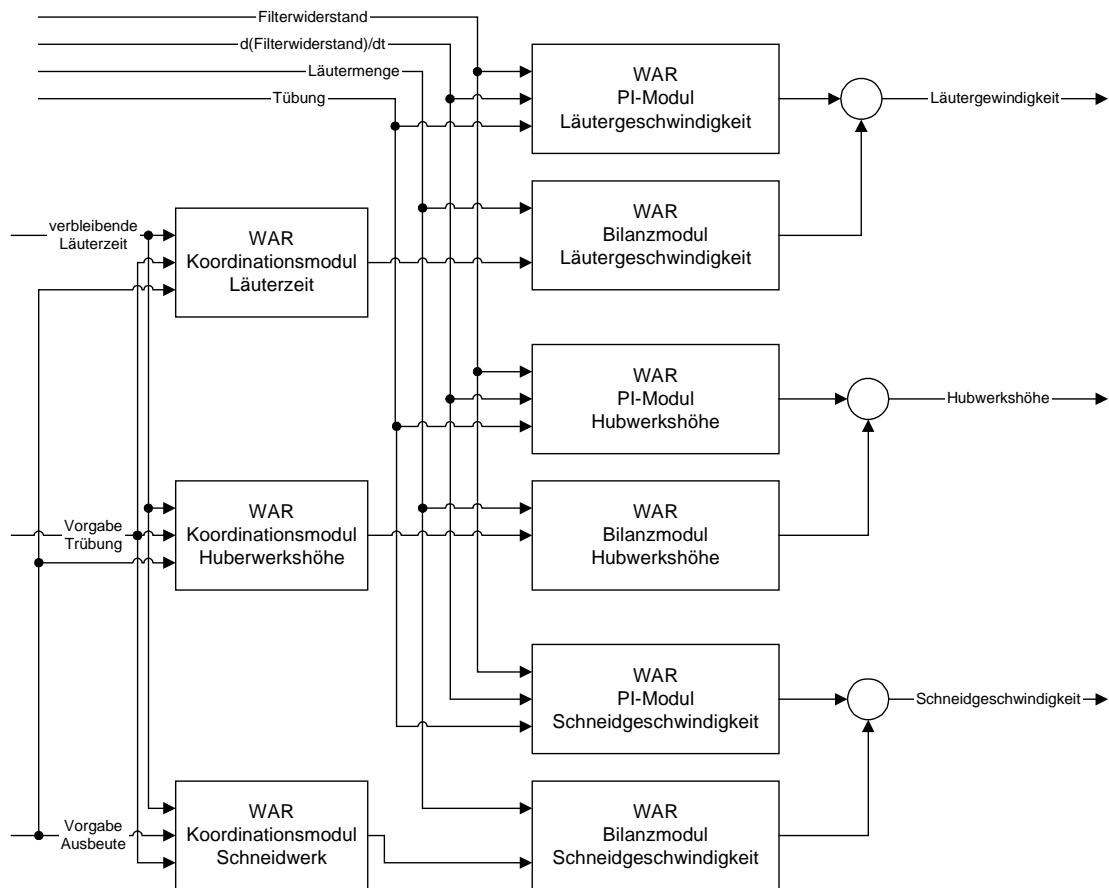 Filterwiderstand
d(Filterwiderstand)/dt
Läutermenge
Tübung
WAR
PI-Modul
Läutergeschwindigkeit
Läutergewindigkeit
verbleibende
Läuterzeit
WAR
Koordinationsmodul
Läuterzeit
WAR
Bilanzmodul
Läutergeschwindigkeit
WAR
PI-Modul
Hubwerkshöhe
Hubwerkshöhe
Vorgabe
Trübung
WAR
Koordinationsmodul
Huberwerkshöhe
WAR
Bilanzmodul
Hubwerkshöhe
WAR
PI-Modul
Schneidgeschwindigkeit
Schneidgeschwindigkeit
Vorgabe
Ausbeute
WAR
Koordinationsmodul
Schneidwerk
WAR
Bilanzmodul
Schneidgeschwindigkeit